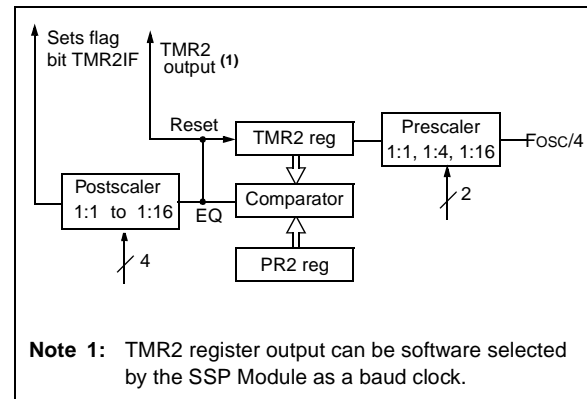 Sets flag
bit TMR2IF
TMR2
output (1)
Reset
TMR2 reg
Prescaler
1:1, 1:4, 1:16
FOSC/4
2
Postscaler
1:1 to 1:16
EQ
Comparator
4
PR2 reg
Note 1: TMR2 register output can be software selected
by the SSP Module as a baud clock.